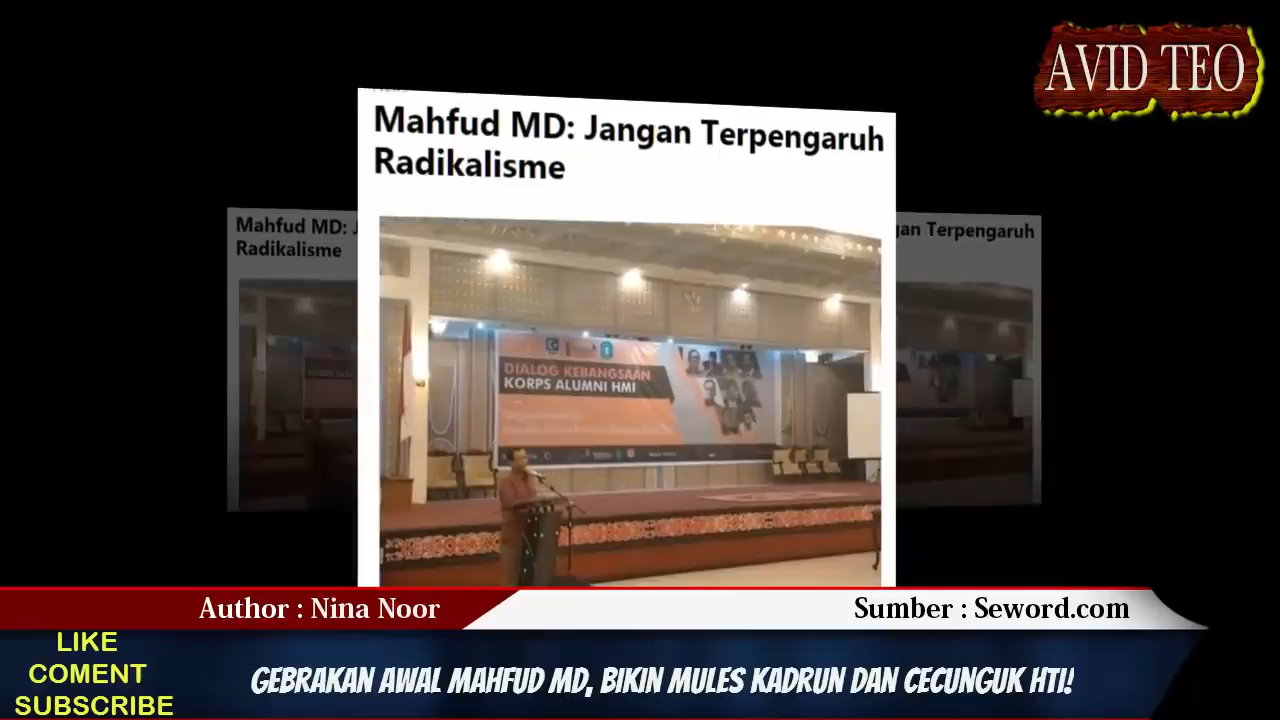 AVID TEO
Mahfud MD: Jangan Terpengaruh
Radikalisme
Mahfud MD: J
Radikalisme
gan Terpengaruh
DIALOG KEBANGSAAN
KORPS ALUMNI HMI
Author : Nina Noor
Sumber : Seword.com
LIKE
COMENT
SUBSCRIBE
GEBRAKAN AWAL MAHFUD MD, BIKIN MULES KADRUN DAN CECUNGUK HTI!